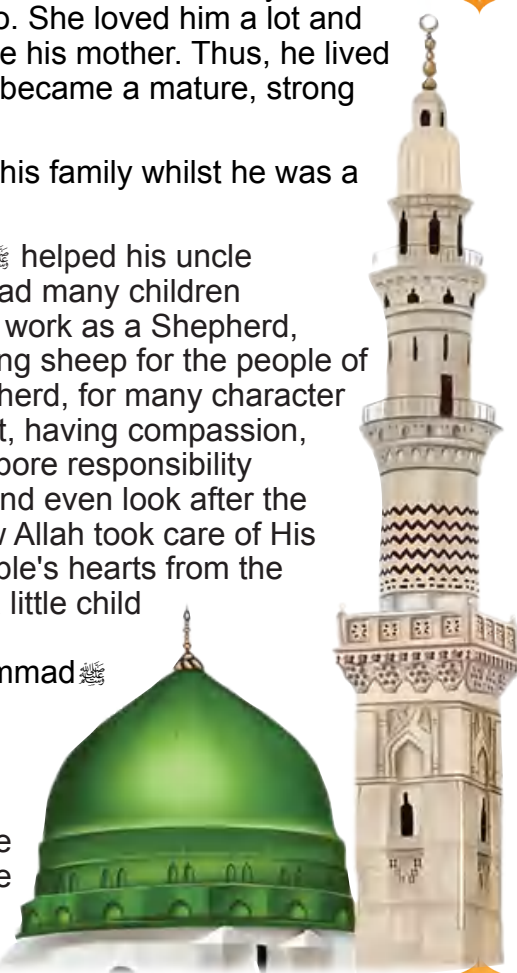 o. She loved him a lot and
e his mother. Thus, he lived
became a mature, strong
his family whilst he was a
ﷺ helped his uncle
ad many children
work as a Shepherd,
ng sheep for the people of
herd, for many character
t, having compassion,
bore responsibility
nd even look after the
w Allah took care of His
ple's hearts from the
little child
mmad ﷺ
e
e